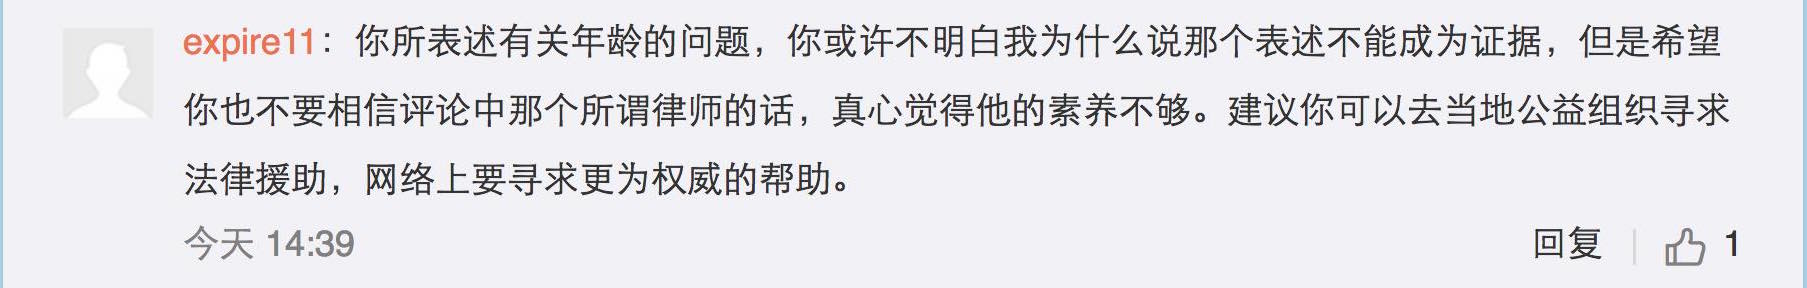 expire11：你所表述有关年龄的问题，你或许不明白我为什么说那个表述不能成为证据，但是希望
你也不要相信评论中那个所谓律师的话，真心觉得他的素养不够。建议你可以去当地公益组织寻求
法律援助，网络上要寻求更为权威的帮助。
今天 14:39 回复 1